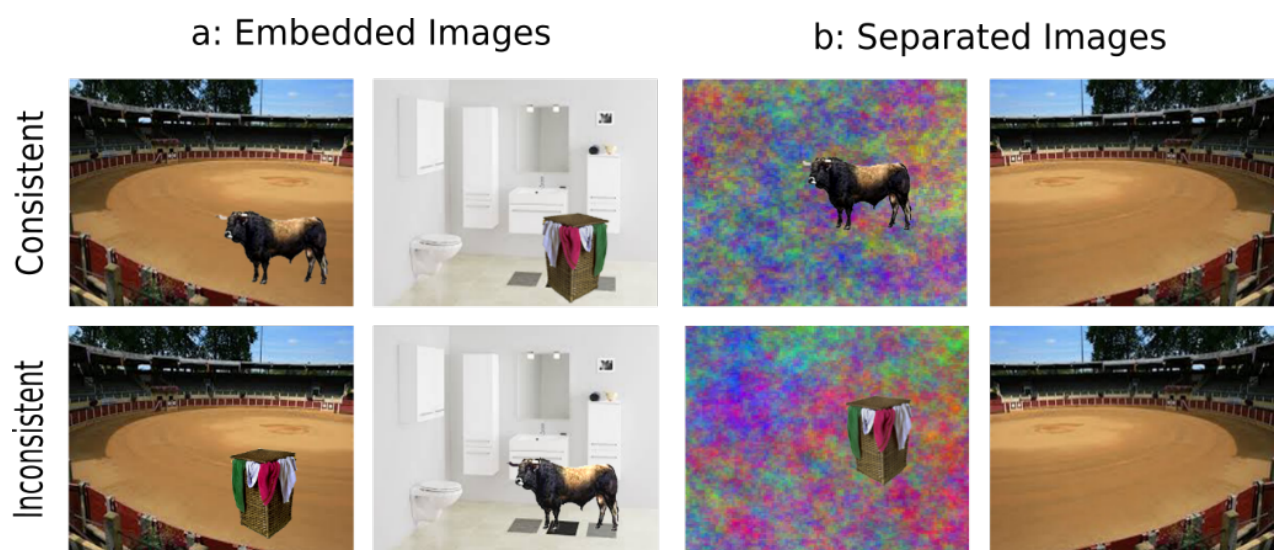 a: Embedded Images
b: Separated Images
Consistent
Inconsistent